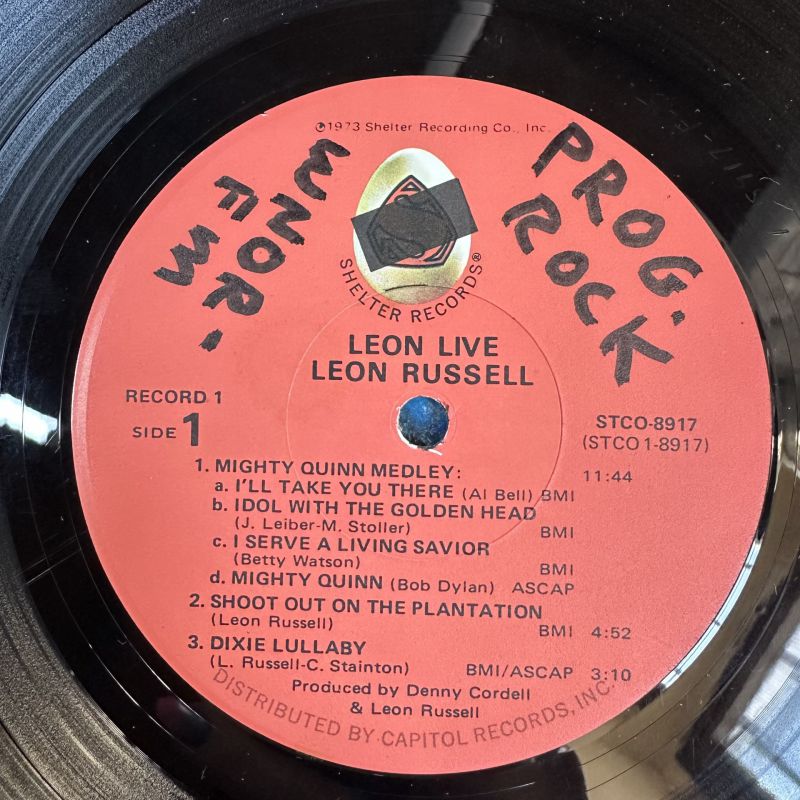 ℗1973 Shelter Recording Co., Inc.
WENOR-
FM
PROG.
ROCK
SHELTER RECORDS®
LEON LIVE
LEON RUSSELL
RECORD 1
SIDE 1
STCO-8917
(STCO 1-8917)
1. MIGHTY QUINN MEDLEY: 11:44
a. I'LL TAKE YOU THERE (Al Bell) BMI
b. IDOL WITH THE GOLDEN HEAD
(J. Leiber-M. Stoller) BMI
c. I SERVE A LIVING SAVIOR
(Betty Watson) BMI
d. MIGHTY QUINN (Bob Dylan) ASCAP
2. SHOOT OUT ON THE PLANTATION
(Leon Russell) BMI 4:52
3. DIXIE LULLABY
(L. Russell-C. Stainton) BMI/ASCAP 3:10
Produced by Denny Cordell
& Leon Russell
DISTRIBUTED BY CAPITOL RECORDS, INC.